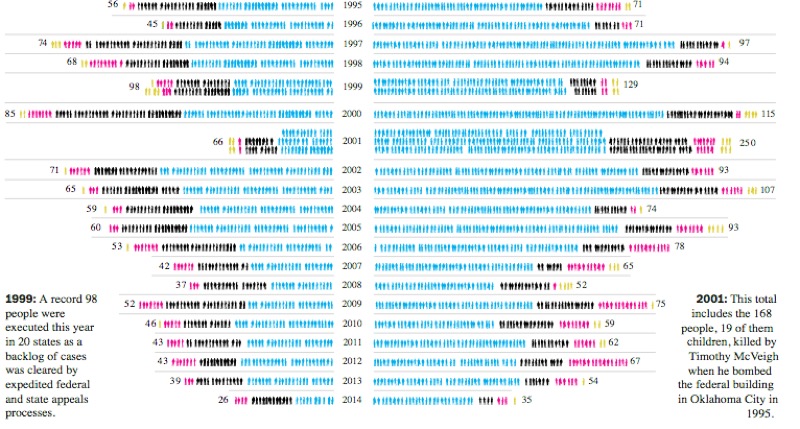 56 1995 71
45 1996 71
74 1997 97
68 1998 94
98 1999 129
85 2000 115
66 2001 250
71 2002 93
65 2003 107
59 2004 74
60 2005 93
53 2006 78
42 2007 65
37 2008 52
52 2009 75
46 2010 59
43 2011 62
43 2012 67
39 2013 54
26 2014 35
1999: A record 98
people were
executed this year
in 20 states as a
backlog of cases
was cleared by
expedited federal
and state appeals
processes.
2001: This total
includes the 168
people, 19 of them
children, killed by
Timothy McVeigh
when he bombed
the federal building
in Oklahoma City in
1995.